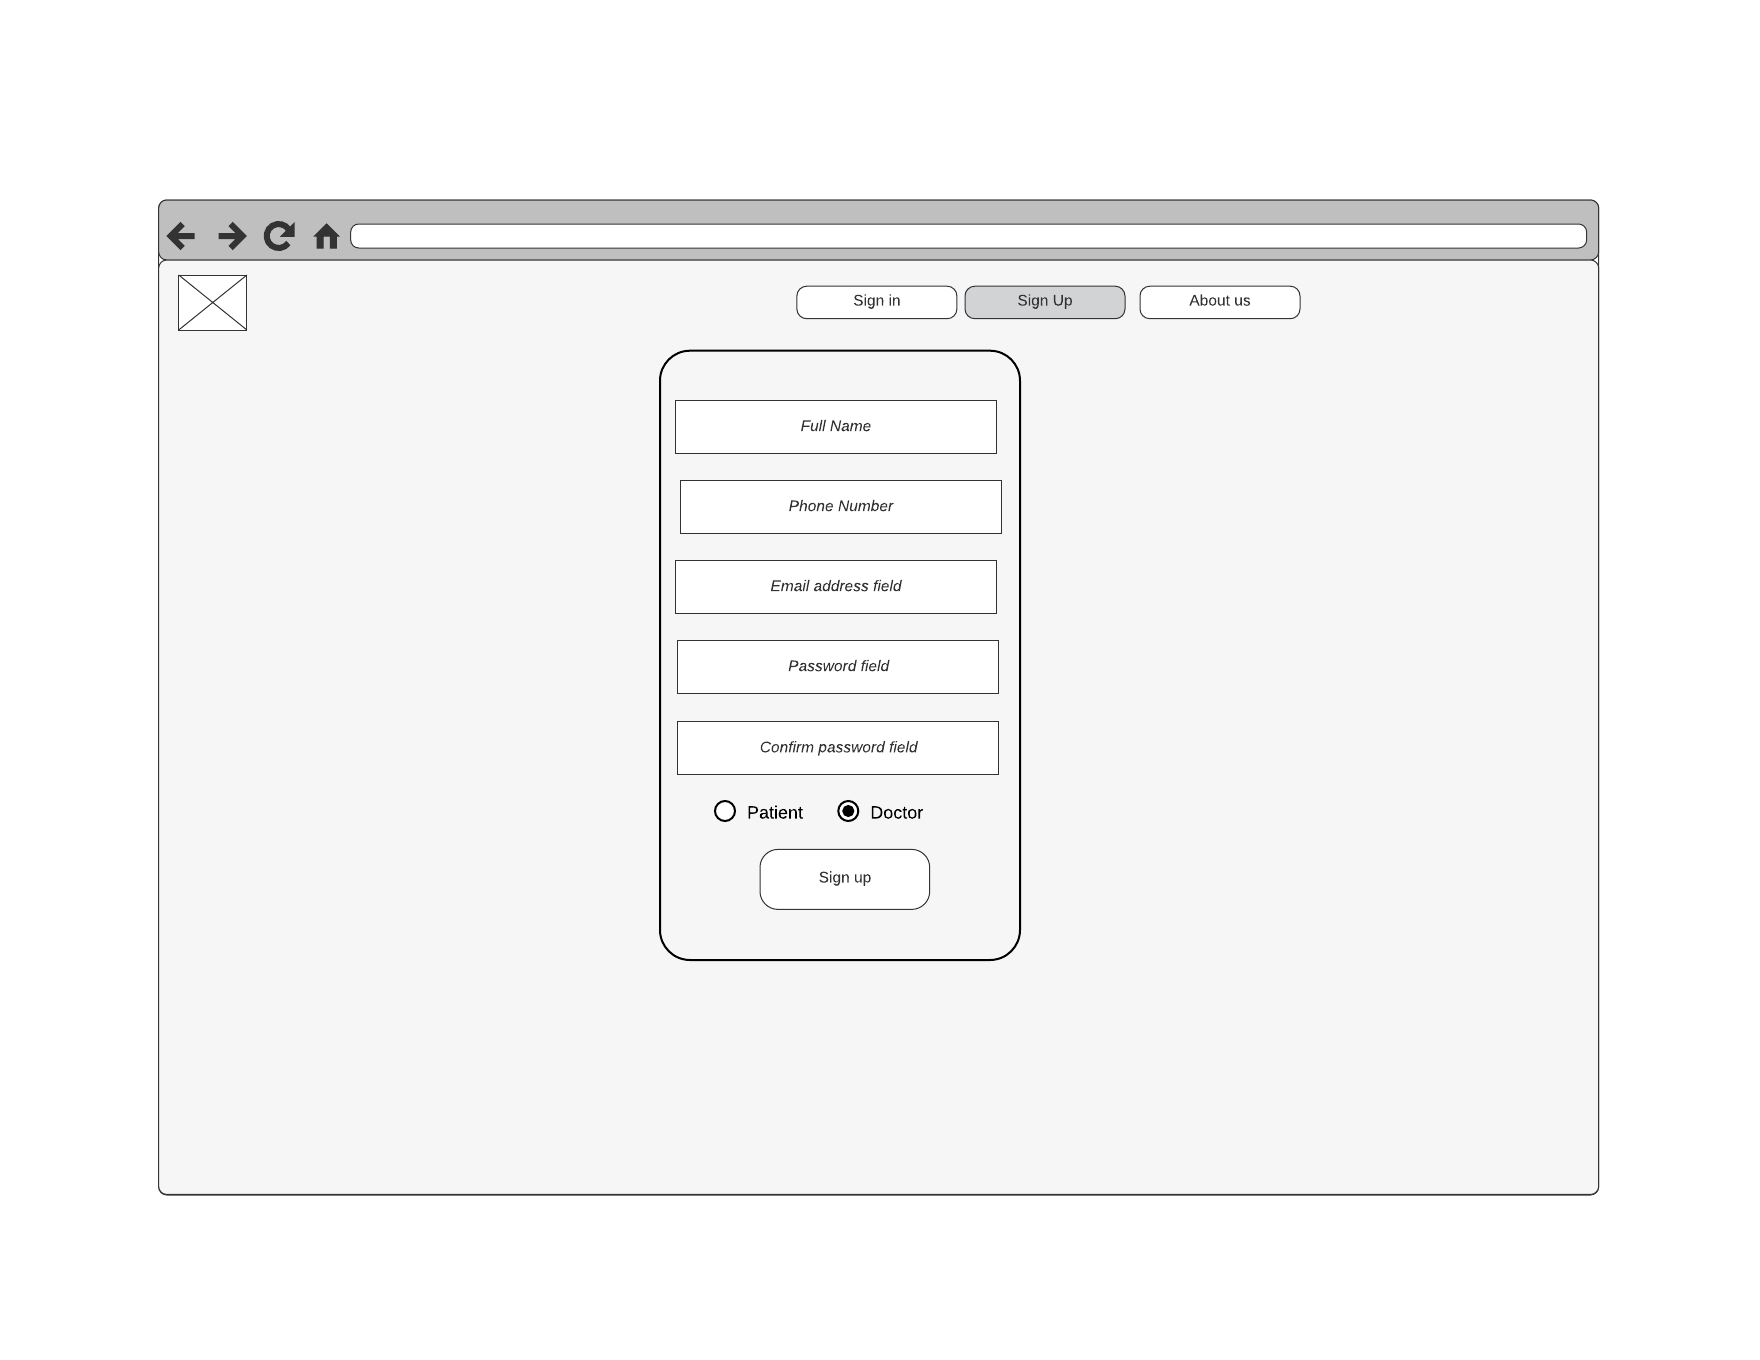 Sign in
Sign Up
About us
Full Name
Phone Number
Email address field
Password field
Confirm password field
Patient
Doctor
Sign up